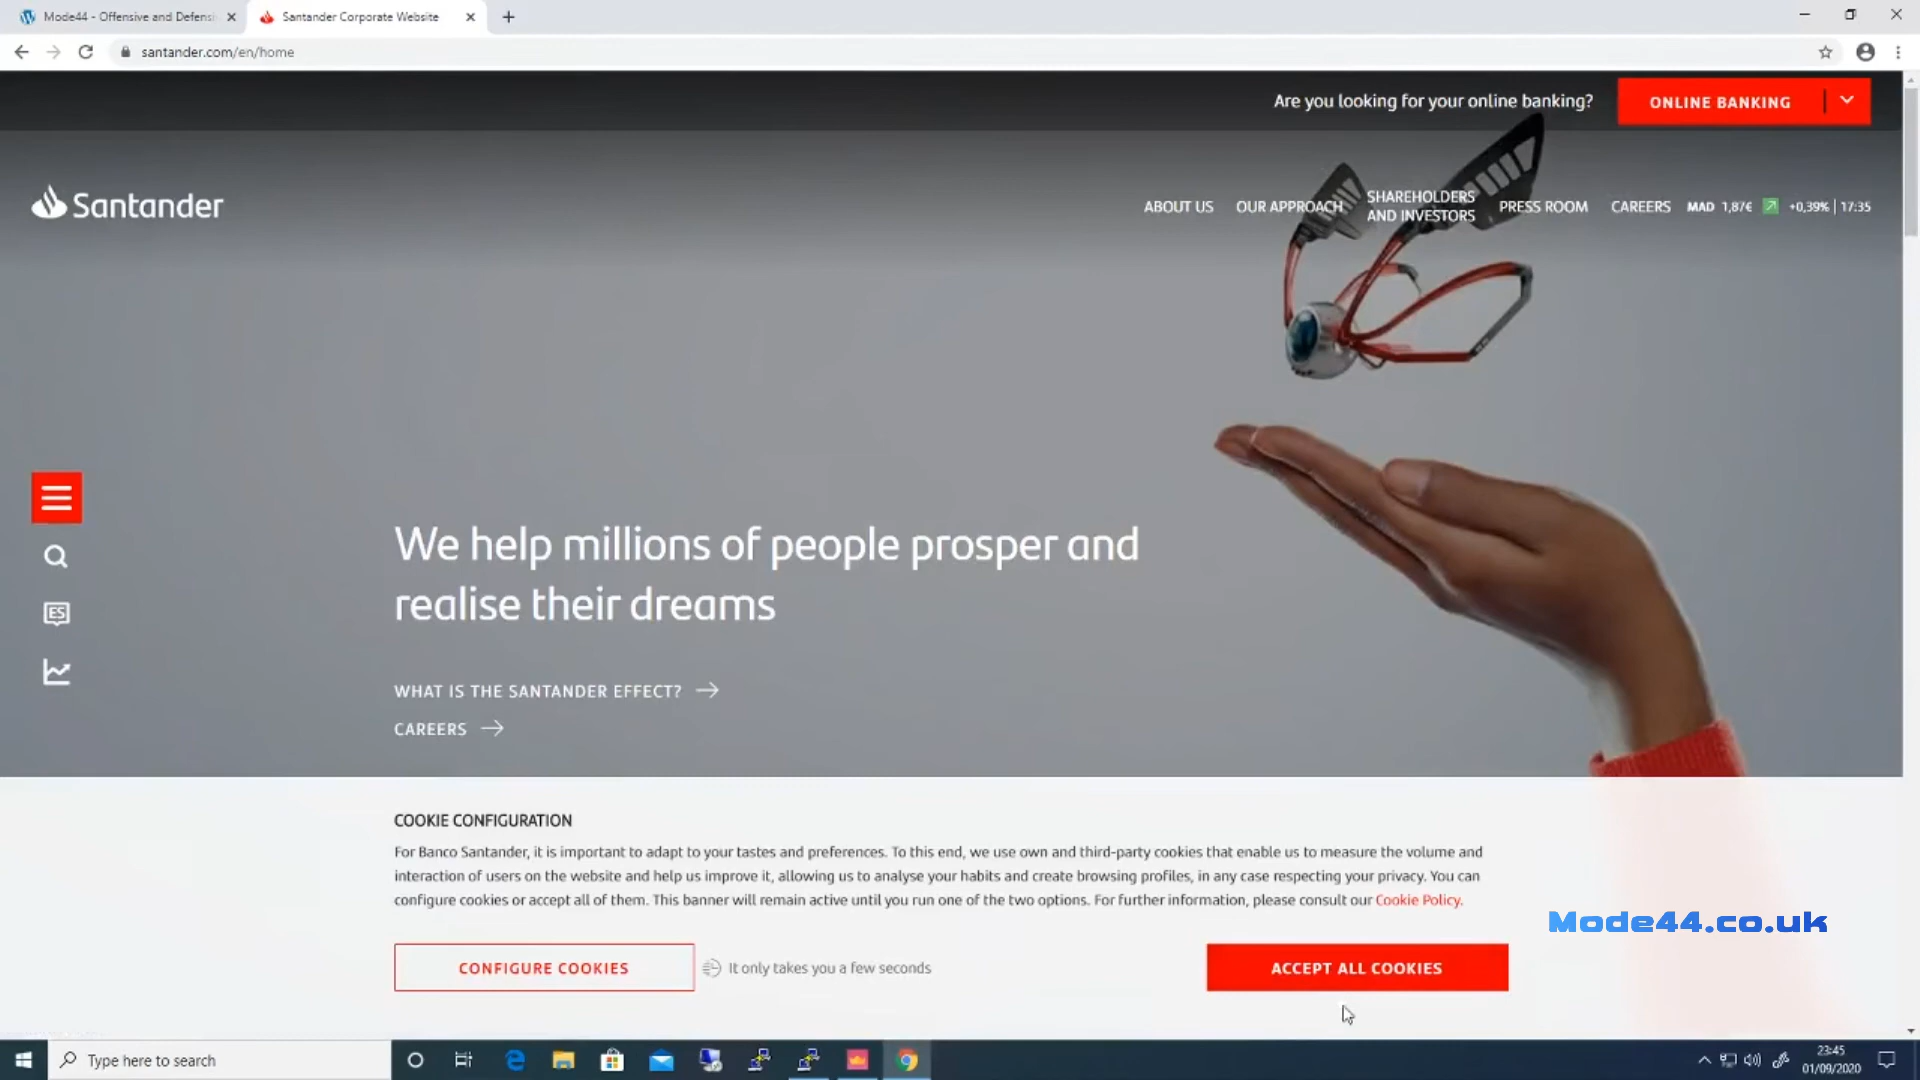 Mode44 - Offensive and Defensi
Santander Corporate Website
santander.com/en/home
Are you looking for your online banking?
ONLINE BANKING
Santander
ABOUT US
OUR APPROACH
SHAREHOLDERS
AND INVESTORS
PRESS ROOM
CAREERS
MAD 1,87€ +0,39% | 17:35
ES
We help millions of people prosper and
realise their dreams
WHAT IS THE SANTANDER EFFECT?
CAREERS
COOKIE CONFIGURATION
For Banco Santander, it is important to adapt to your tastes and preferences. To this end, we use own and third-party cookies that enable us to measure the volume and
interaction of users on the website and help us improve it, allowing us to analyse your habits and create browsing profiles, in any case respecting your privacy. You can
configure cookies or accept all of them. This banner will remain active until you run one of the two options. For further information, please consult our Cookie Policy.
Mode44.co.uk
CONFIGURE COOKIES
It only takes you a few seconds
ACCEPT ALL COOKIES
Type here to search
23:45
01/09/2020